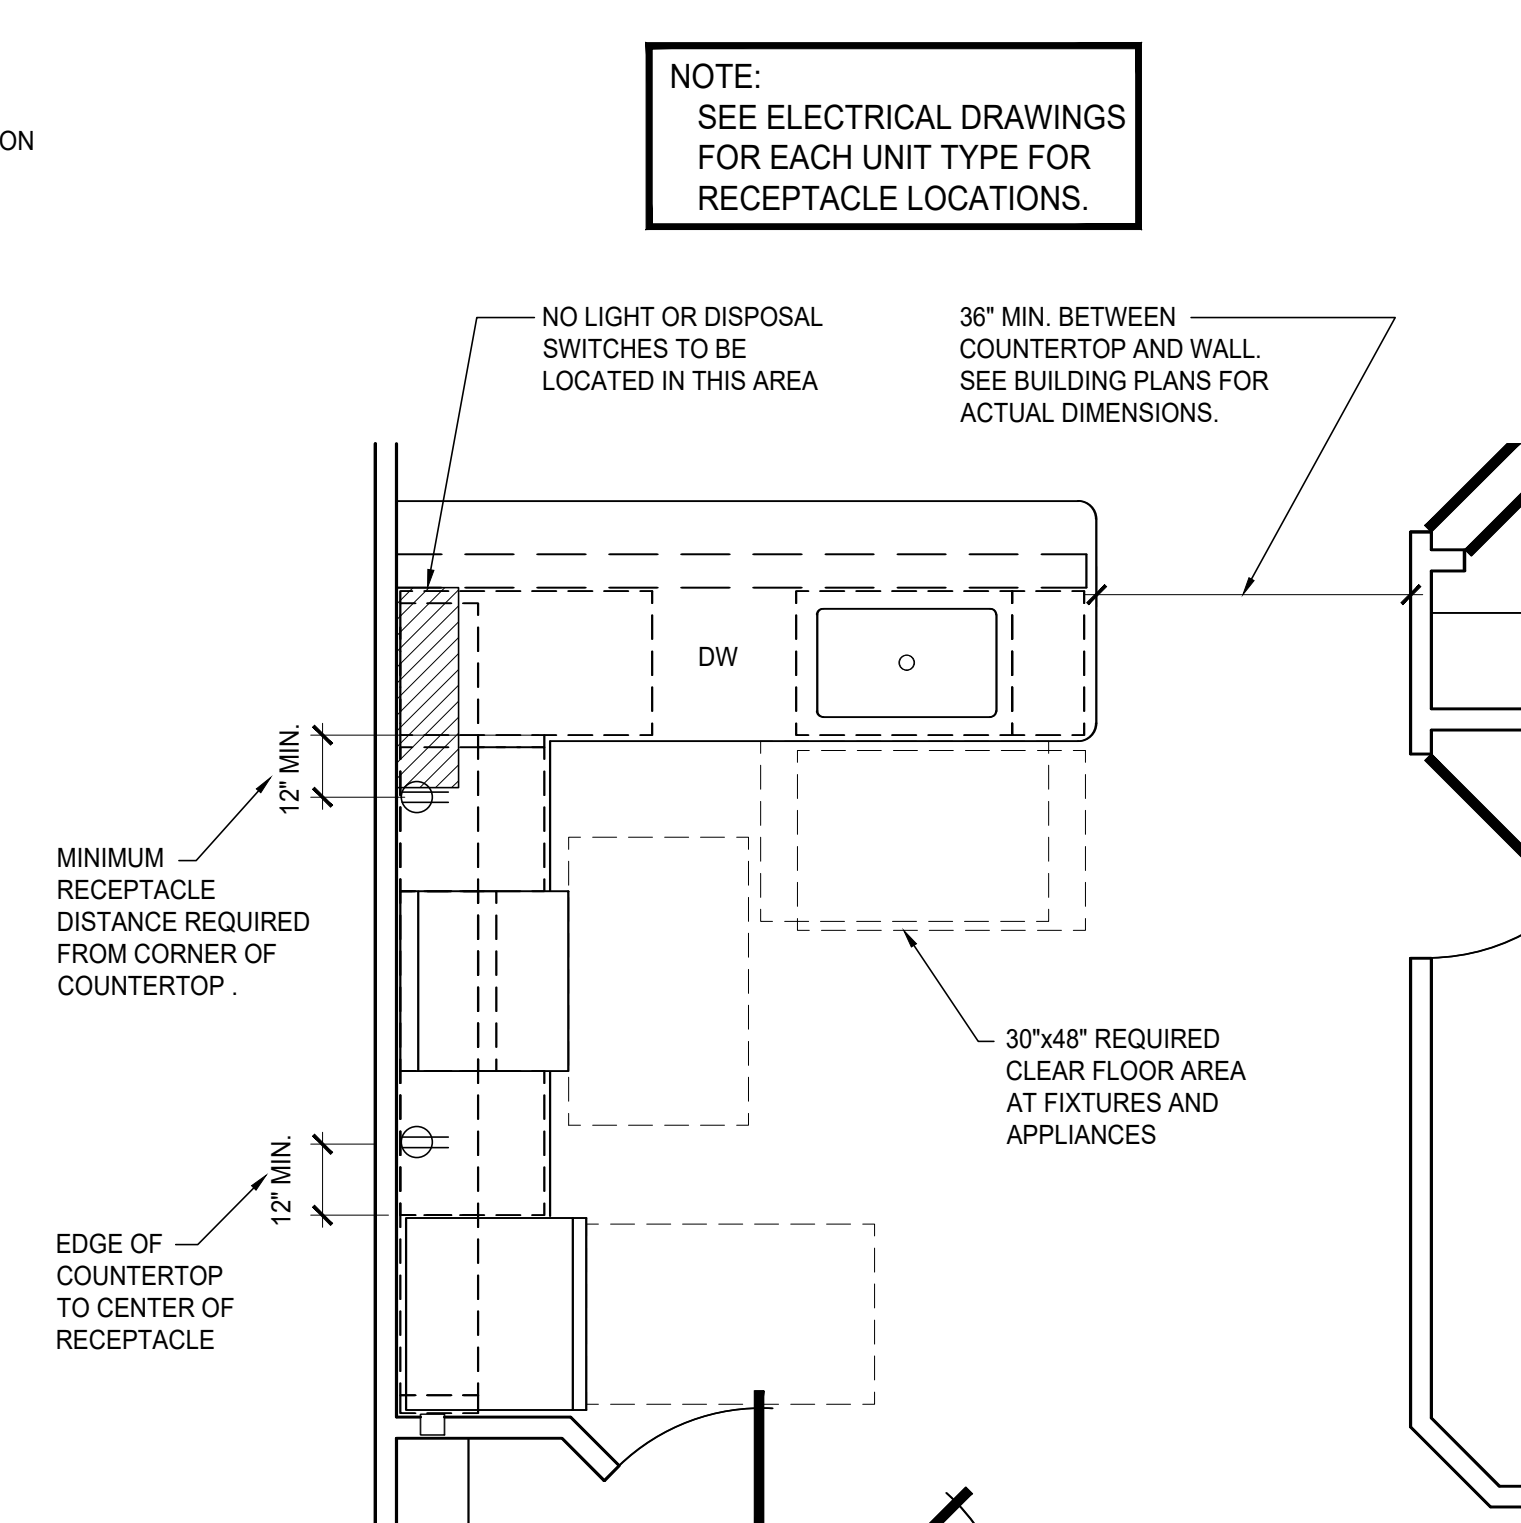 NOTE:
SEE ELECTRICAL DRAWINGS
FOR EACH UNIT TYPE FOR
RECEPTACLE LOCATIONS.
ON
NO LIGHT OR DISPOSAL
SWITCHES TO BE
LOCATED IN THIS AREA
36" MIN. BETWEEN
COUNTERTOP AND WALL.
SEE BUILDING PLANS FOR
ACTUAL DIMENSIONS.
DW
12" MIN.
MINIMUM
RECEPTACLE
DISTANCE REQUIRED
FROM CORNER OF
COUNTERTOP .
30"x48" REQUIRED
CLEAR FLOOR AREA
AT FIXTURES AND
APPLIANCES
12" MIN.
EDGE OF
COUNTERTOP
TO CENTER OF
RECEPTACLE